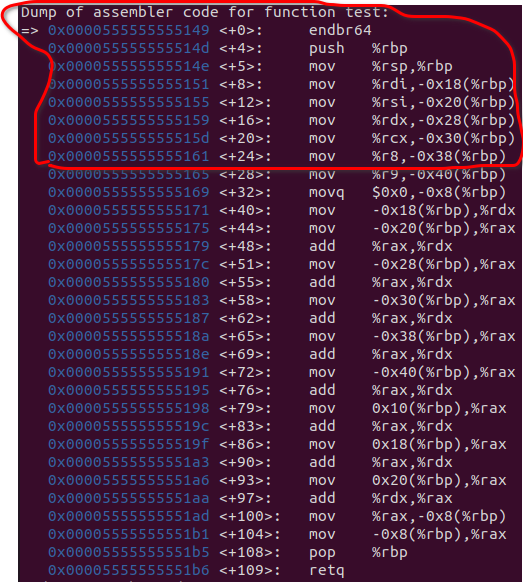 Dump of assembler code for function test:
=> 0x0000555555555149 <+0>: endbr64
0x000055555555514d <+4>: push %rbp
0x000055555555514e <+5>: mov %rsp,%rbp
0x0000555555555151 <+8>: mov %rdi,-0x18(%rbp)
0x0000555555555155 <+12>: mov %rsi,-0x20(%rbp)
0x0000555555555159 <+16>: mov %rdx,-0x28(%rbp)
0x000055555555515d <+20>: mov %rcx,-0x30(%rbp)
0x0000555555555161 <+24>: mov %r8,-0x38(%rbp)
0x0000555555555165 <+28>: mov %r9,-0x40(%rbp)
0x0000555555555169 <+32>: movq $0x0,-0x8(%rbp)
0x0000555555555171 <+40>: mov -0x18(%rbp),%rdx
0x0000555555555175 <+44>: mov -0x20(%rbp),%rax
0x0000555555555179 <+48>: add %rax,%rdx
0x000055555555517c <+51>: mov -0x28(%rbp),%rax
0x0000555555555180 <+55>: add %rax,%rdx
0x0000555555555183 <+58>: mov -0x30(%rbp),%rax
0x0000555555555187 <+62>: add %rax,%rdx
0x000055555555518a <+65>: mov -0x38(%rbp),%rax
0x000055555555518e <+69>: add %rax,%rdx
0x0000555555555191 <+72>: mov -0x40(%rbp),%rax
0x0000555555555195 <+76>: add %rax,%rdx
0x0000555555555198 <+79>: mov 0x10(%rbp),%rax
0x000055555555519c <+83>: add %rax,%rdx
0x000055555555519f <+86>: mov 0x18(%rbp),%rax
0x00005555555551a3 <+90>: add %rax,%rdx
0x00005555555551a6 <+93>: mov 0x20(%rbp),%rax
0x00005555555551aa <+97>: add %rdx,%rax
0x00005555555551ad <+100>: mov %rax,-0x8(%rbp)
0x00005555555551b1 <+104>: mov -0x8(%rbp),%rax
0x00005555555551b5 <+108>: pop %rbp
0x00005555555551b6 <+109>: retq